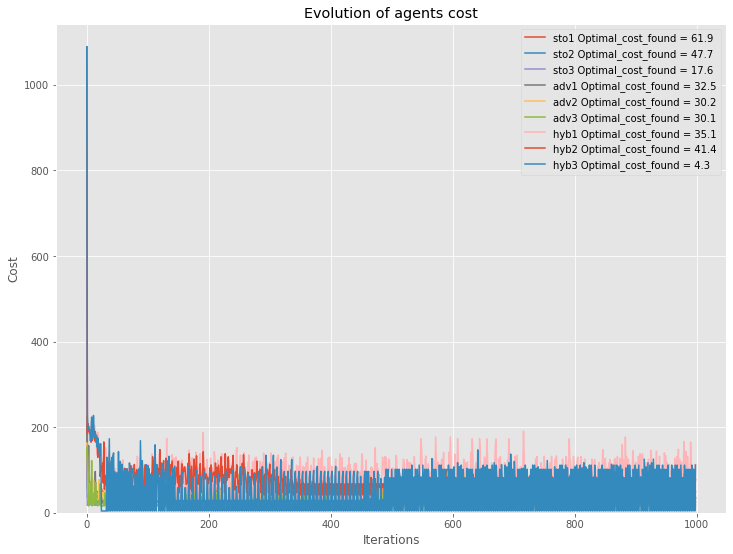 Evolution of agents cost
sto1 Optimal_cost_found = 61.9
sto2 Optimal_cost_found = 47.7
sto3 Optimal_cost_found = 17.6
adv1 Optimal_cost_found = 32.5
adv2 Optimal_cost_found = 30.2
adv3 Optimal_cost_found = 30.1
hyb1 Optimal_cost_found = 35.1
hyb2 Optimal_cost_found = 41.4
hyb3 Optimal_cost_found = 4.3
1000
800
600
400
200
0
Cost
0 200 400 600 800 1000
Iterations